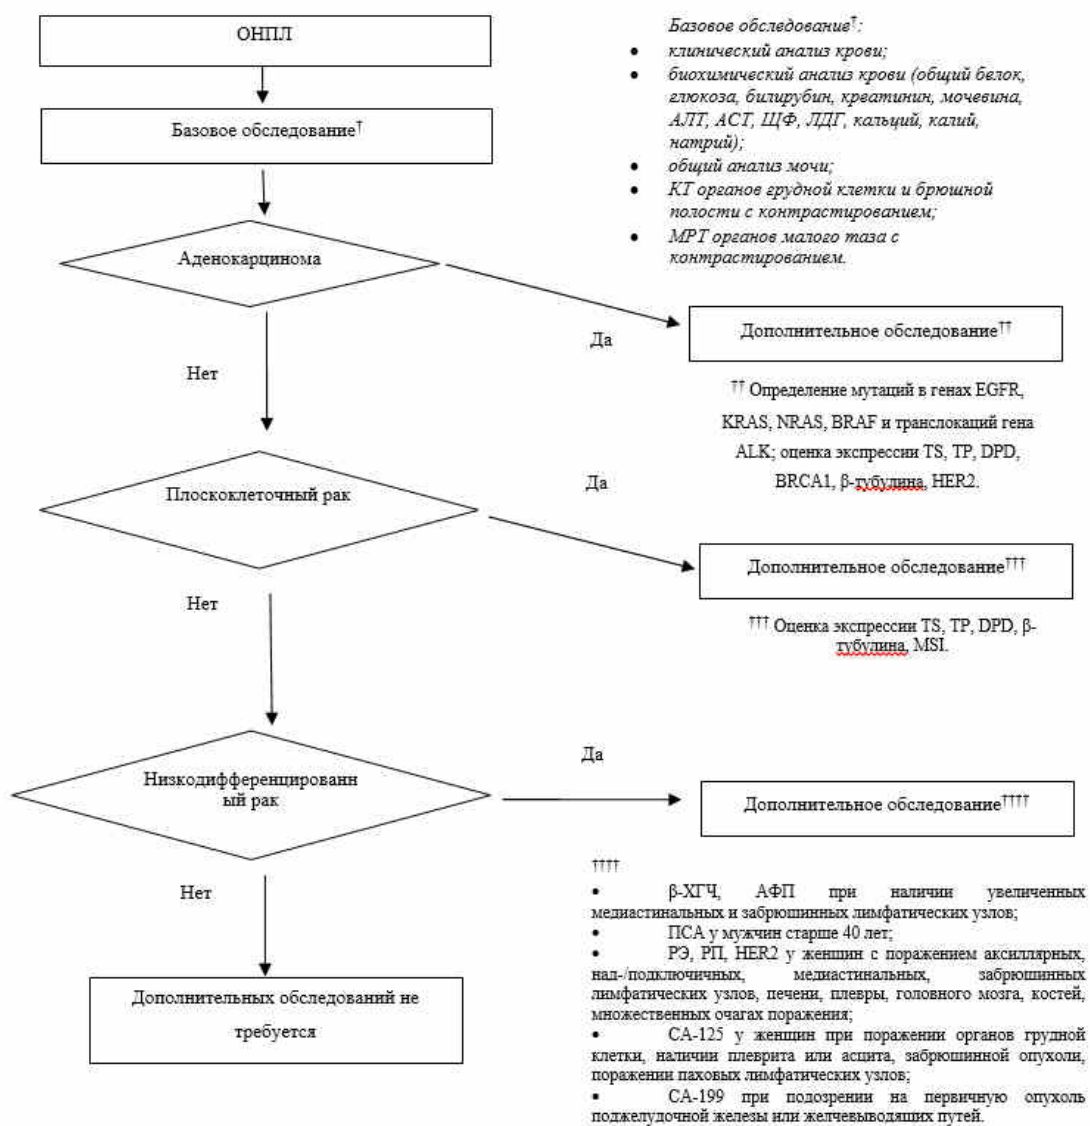 ОНПЛ
Базовое обследование†
Базовое обследование†:
• клинический анализ крови;
• биохимический анализ крови (общий белок,
глюкоза, билирубин, креатинин, мочевина,
АЛТ, АСТ, ЩФ, ЛДГ, кальций, калий,
натрий);
• общий анализ мочи;
• КТ органов грудной клетки и брюшной
полости с контрастированием;
• МРТ органов малого таза с
контрастированием.
Аденокарцинома
Да
Дополнительное обследование††
†† Определение мутаций в генах EGFR,
KRAS, NRAS, BRAF и транслокаций гена
ALK; оценка экспрессии TS, TP, DPD,
BRCA1, β-тубулина, HER2.
Нет
Плоскоклеточный рак
Да
Дополнительное обследование†††
††† Оценка экспрессии TS, TP, DPD, β-
тубулина, MSI.
Нет
Низкодифференцированн
ый рак
Да
Дополнительное обследование††††
††††
• β-ХГЧ, АФП при наличии увеличенных
медиастинальных и забрюшинных лимфатических узлов;
• ПСА у мужчин старше 40 лет;
• РЭ, РП, HER2 у женщин с поражением аксиллярных,
над-/подключичных, медиастинальных, забрюшинных
лимфатических узлов, печени, плевры, головного мозга, костей,
множественных очагах поражения;
• СА-125 у женщин при поражении органов грудной
клетки, наличии плеврита или асцита, забрюшинной опухоли,
поражении паховых лимфатических узлов;
• СА-199 при подозрении на первичную опухоль
поджелудочной железы или желчевыводящих путей.
Нет
Дополнительных обследований не
требуется